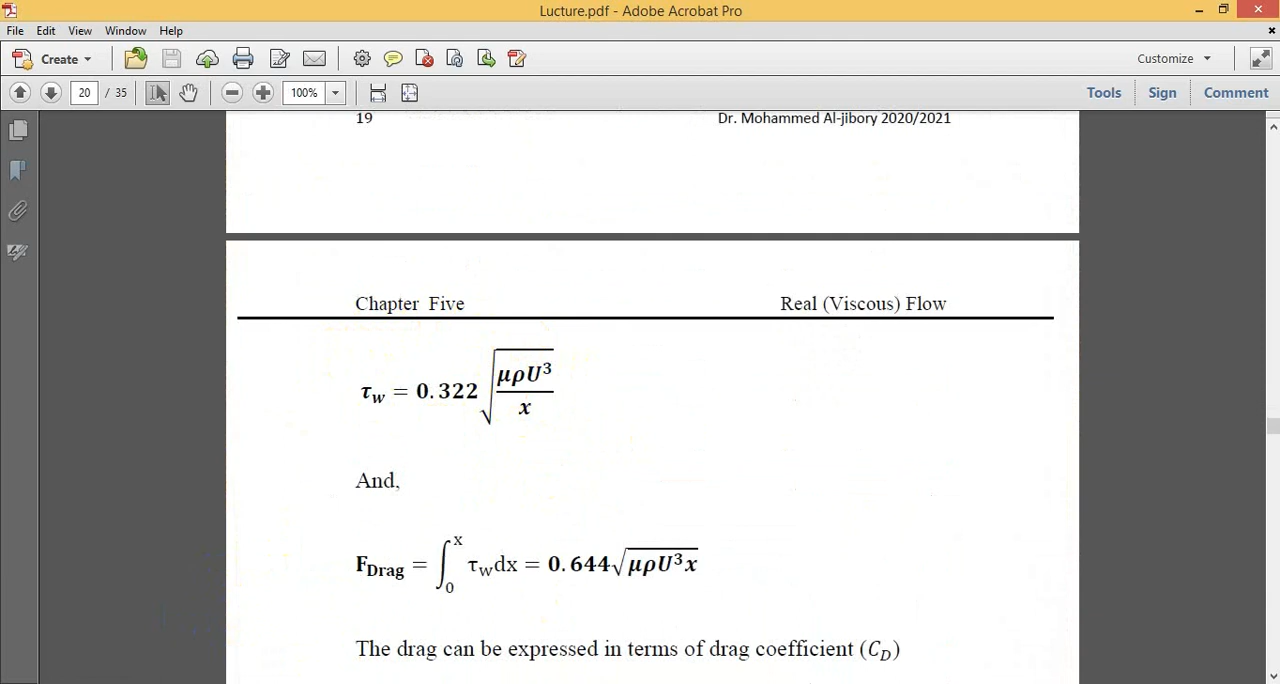 Lucture.pdf - Adobe Acrobat Pro
File Edit View Window Help
Create Customize
20 / 35 100% Tools Sign Comment
19 Dr. Mohammed Al-jibory 2020/2021
Chapter Five Real (Viscous) Flow
τw = 0.322 √(μρU³/x)
And,
FDrag = ∫₀ˣ τwdx = 0.644√(μρU³x)
The drag can be expressed in terms of drag coefficient (CD)